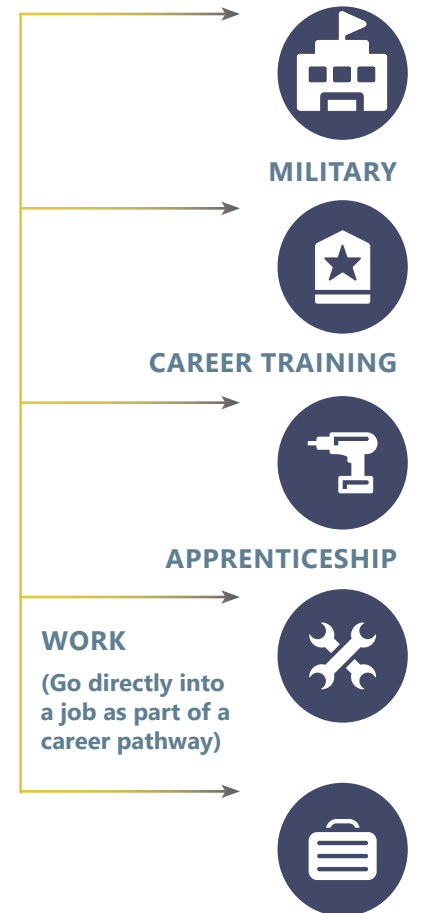 MILITARY
CAREER TRAINING
APPRENTICESHIP
WORK
(Go directly into
a job as part of a
career pathway)